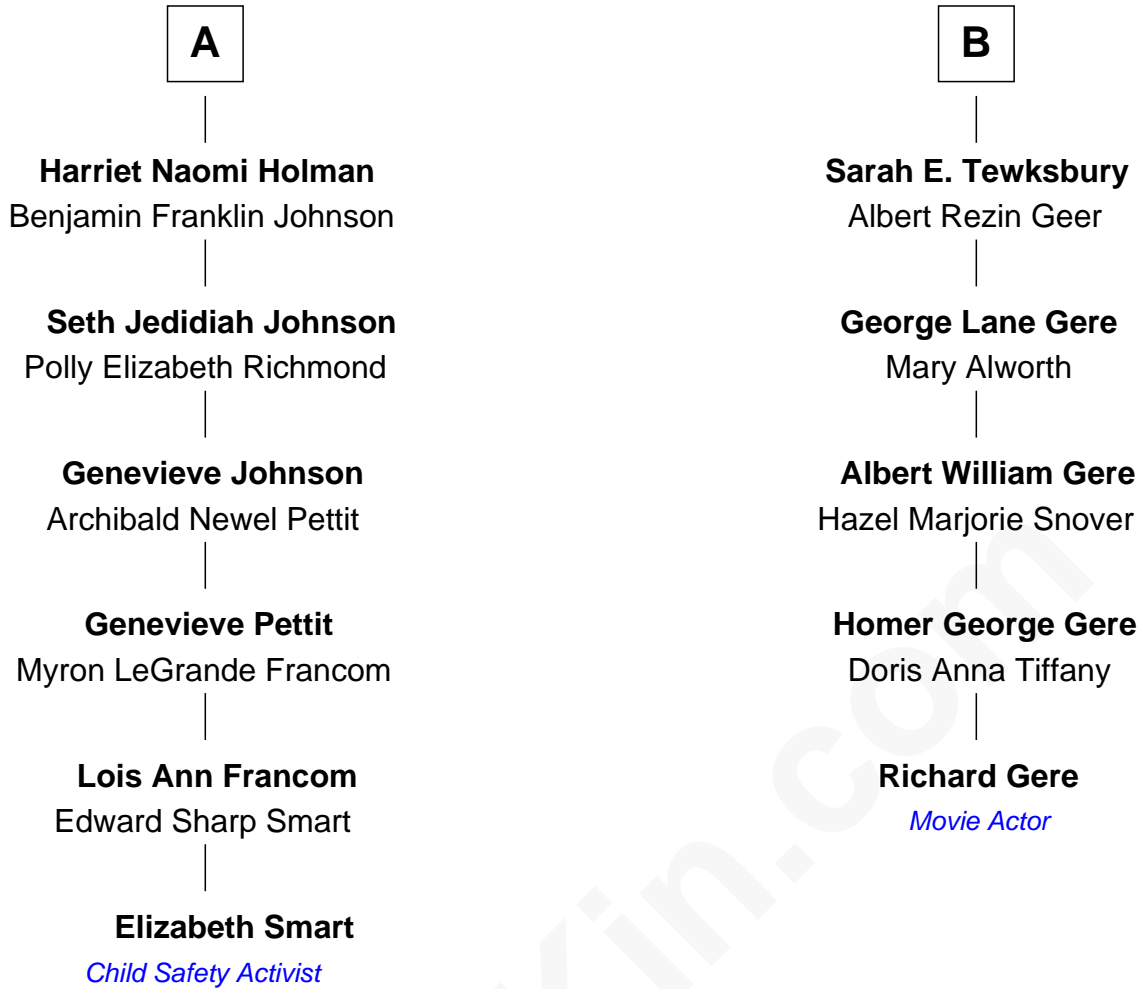 A
Harriet Naomi Holman
Benjamin Franklin Johnson
Seth Jedidiah Johnson
Polly Elizabeth Richmond
Genevieve Johnson
Archibald Newel Pettit
Genevieve Pettit
Myron LeGrande Francom
Lois Ann Francom
Edward Sharp Smart
Elizabeth Smart
Child Safety Activist
B
Sarah E. Tewksbury
Albert Rezin Geer
George Lane Gere
Mary Alworth
Albert William Gere
Hazel Marjorie Snover
Homer George Gere
Doris Anna Tiffany
Richard Gere
Movie Actor
Kin.com